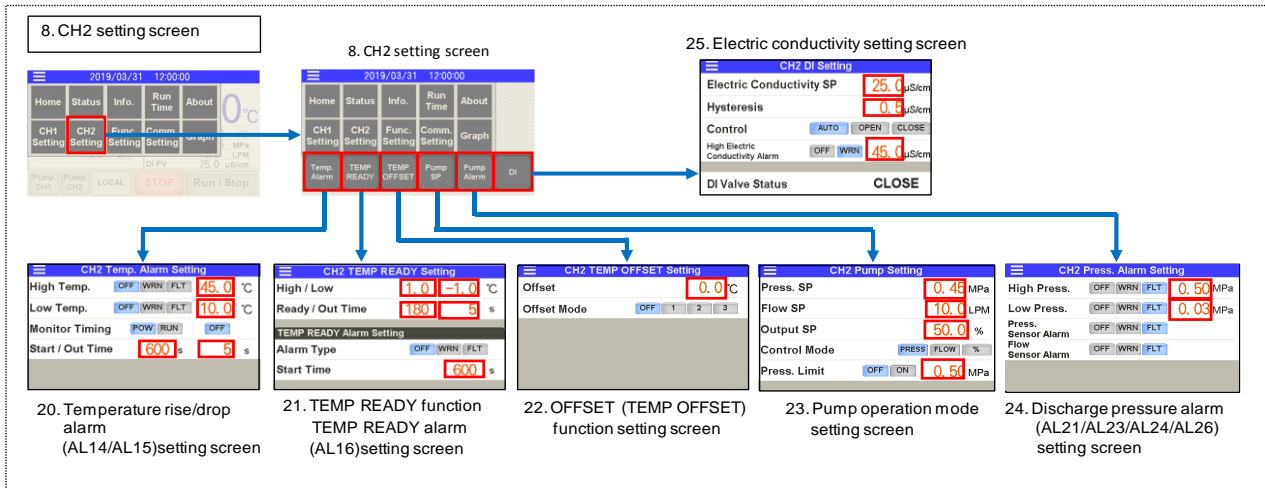 8. CH2 setting screen
8. CH2 setting screen
25. Electric conductivity setting screen
2019/03/31 12:00:00
Home Status Info. Run Time About
CH1 Setting CH2 Setting Func. Setting Comm. Setting Graph
0 °C
MPa
LPM
DI PV 25.0 µS/cm
Pump CH1 Pump CH2 LOCAL STOP Run / Stop
2019/03/31 12:00:00
Home Status Info. Run Time About
CH1 Setting CH2 Setting Func. Setting Comm. Setting Graph
Temp. Alarm TEMP READY TEMP OFFSET Pump SP Pump Alarm DI
CH2 DI Setting
Electric Conductivity SP 25.0 µS/cm
Hysteresis 0.5 µS/cm
Control AUTO OPEN CLOSE
High Electric
Conductivity Alarm OFF WRN 45.0 µS/cm
DI Valve Status CLOSE
CH2 Temp. Alarm Setting
High Temp. OFF WRN FLT 45.0 °C
Low Temp. OFF WRN FLT 10.0 °C
Monitor Timing POW RUN OFF
Start / Out Time 600 s 5 s
20. Temperature rise/drop
alarm
(AL14/AL15)setting screen
CH2 TEMP READY Setting
High / Low 1.0 -1.0 °C
Ready / Out Time 180 5 s
TEMP READY Alarm Setting
Alarm Type OFF WRN FLT
Start Time 600 s
21. TEMP READY function
TEMP READY alarm
(AL16)setting screen
CH2 TEMP OFFSET Setting
Offset 0.0 °C
Offset Mode OFF 1 2 3
22. OFFSET (TEMP OFFSET)
function setting screen
CH2 Pump Setting
Press. SP 0.45 MPa
Flow SP 10.0 LPM
Output SP 50.0 %
Control Mode PRESS FLOW %
Press. Limit OFF ON 0.50 MPa
23. Pump operation mode
setting screen
CH2 Press. Alarm Setting
High Press. OFF WRN FLT 0.50 MPa
Low Press. OFF WRN FLT 0.03 MPa
Press.
Sensor Alarm OFF WRN FLT
Flow
Sensor Alarm OFF WRN FLT
24. Discharge pressure alarm
(AL21/AL23/AL24/AL26)
setting screen